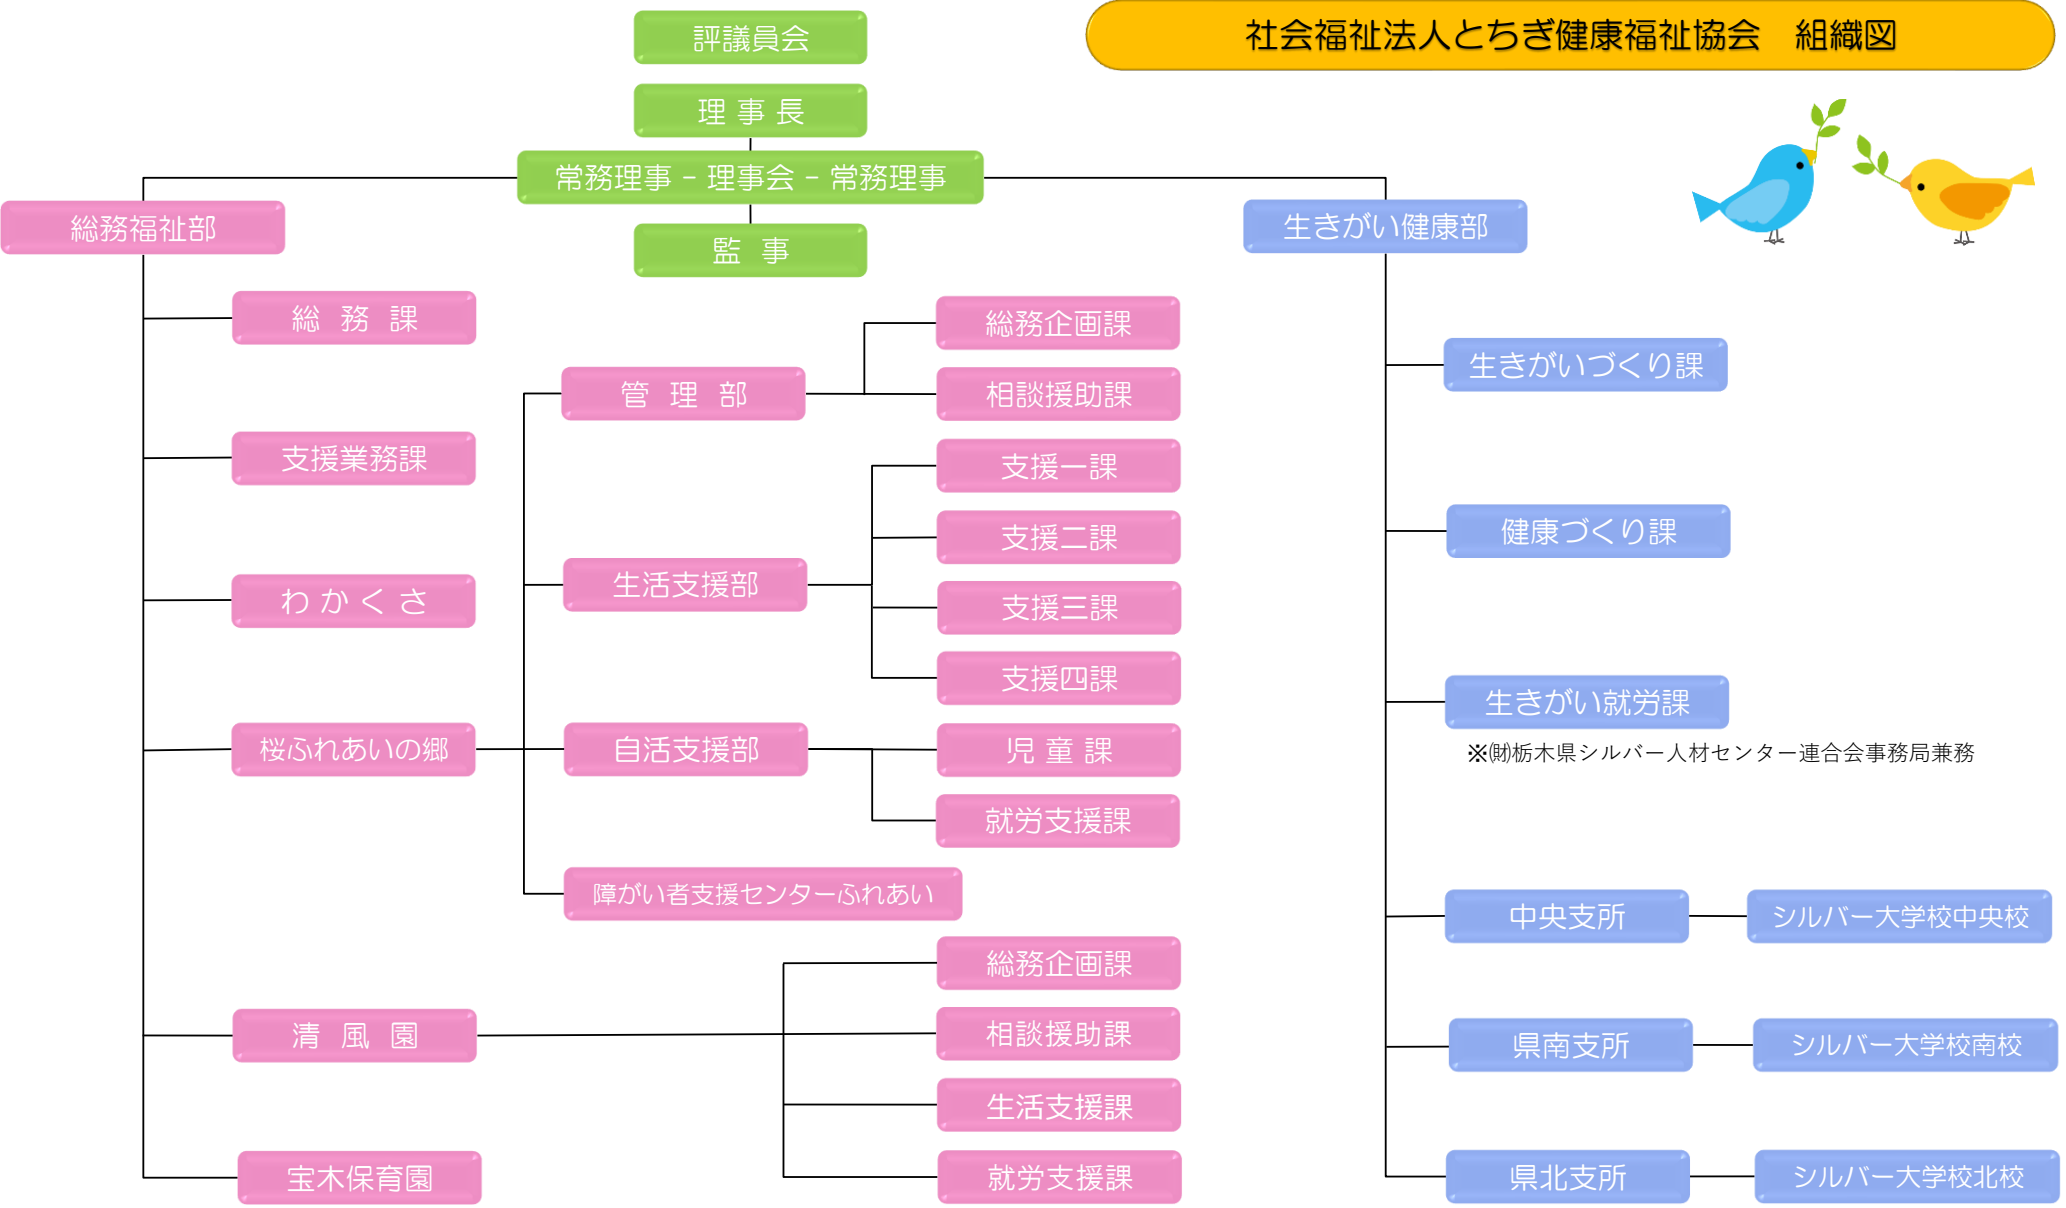 社会福祉法人とちぎ健康福祉協会　組織図
評議員会
理 事 長
常務理事 − 理事会 − 常務理事
監　事
総務福祉部
総　務　課
支援業務課
わ か く さ
桜ふれあいの郷
管　理　部
総務企画課
相談援助課
生活支援部
支援一課
支援二課
支援三課
支援四課
自活支援部
児 童 課
就労支援課
障がい者支援センターふれあい
清　風　園
総務企画課
相談援助課
生活支援課
就労支援課
宝木保育園
生きがい健康部
生きがいづくり課
健康づくり課
生きがい就労課
※㈶栃木県シルバー人材センター連合会事務局兼務
中央支所
シルバー大学校中央校
県南支所
シルバー大学校南校
県北支所
シルバー大学校北校